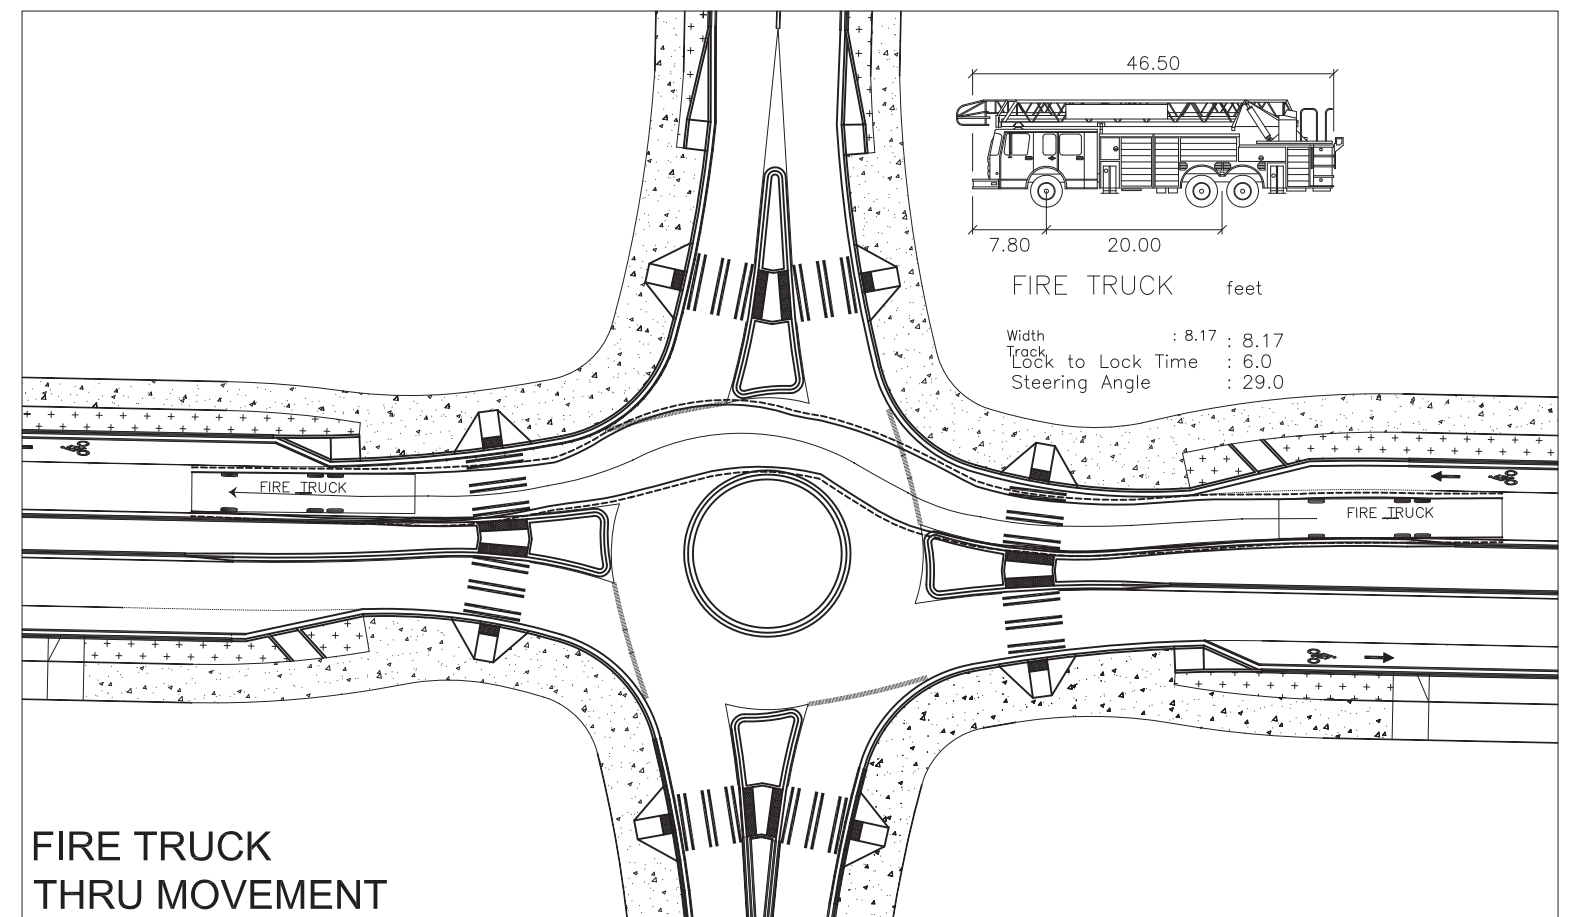 46.50
7.80
20.00
FIRE TRUCK feet
Width : 8.17 : 8.17
Track
Lock to Lock Time : 6.0
Steering Angle : 29.0
FIRE TRUCK
FIRE TRUCK
FIRE TRUCK
THRU MOVEMENT